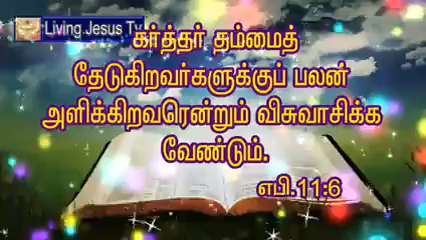 Living Jesus Tv
கர்த்தர் தம்மைத்
தேடுகிறவர்களுக்குப் பலன்
அளிக்கிறவரென்றும் விசுவாசிக்க
வேண்டும்.
எபி.11:6